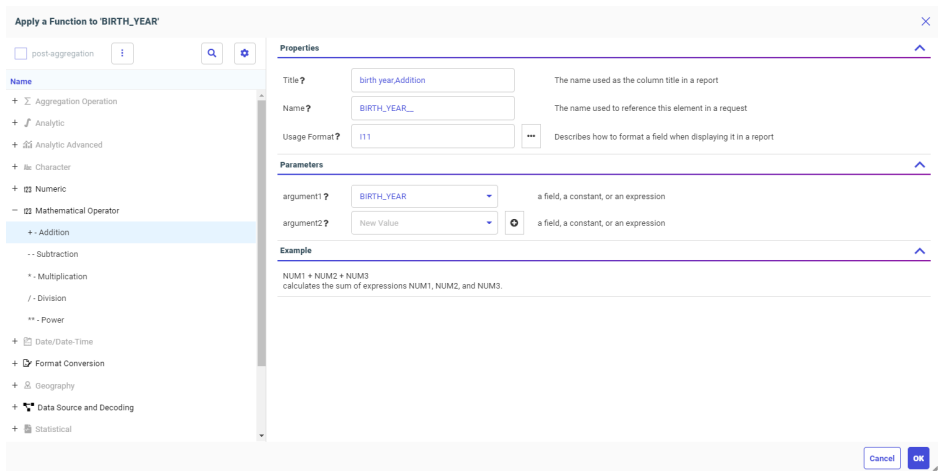 Apply a Function to 'BIRTH_YEAR'
post-aggregation
Name
+ Σ Aggregation Operation
+ Analytic
+ Analytic Advanced
+ Character
+ Numeric
− Mathematical Operator
+ - Addition
- - Subtraction
* - Multiplication
/ - Division
** - Power
+ Date/Date-Time
+ Format Conversion
+ Geography
+ Data Source and Decoding
+ Statistical
Properties
Title ? birth year,Addition The name used as the column title in a report
Name ? BIRTH_YEAR__ The name used to reference this element in a request
Usage Format ? I11 ... Describes how to format a field when displaying it in a report
Parameters
argument1 ? BIRTH_YEAR a field, a constant, or an expression
argument2 ? New Value a field, a constant, or an expression
Example
NUM1 + NUM2 + NUM3
calculates the sum of expressions NUM1, NUM2, and NUM3.
Cancel OK